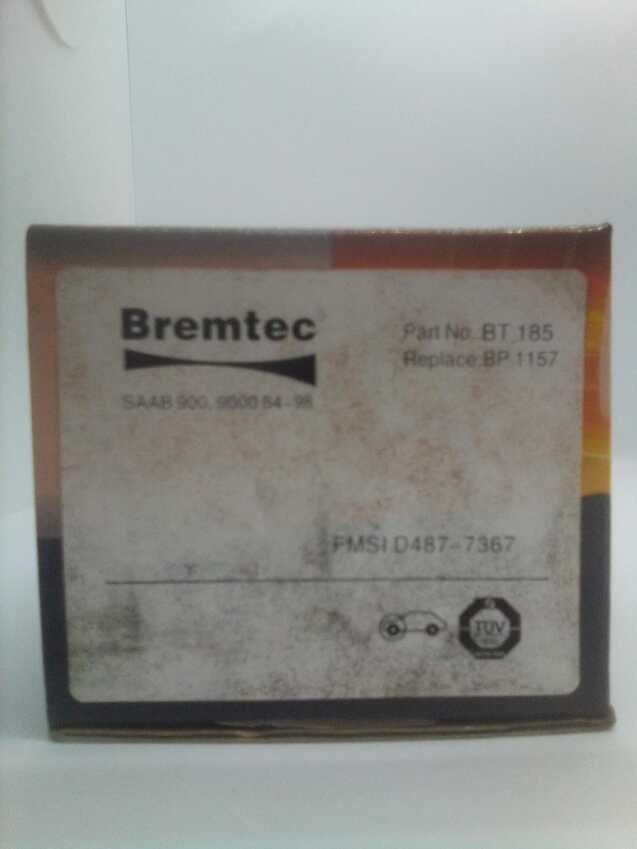 Bremtec
Part No. BT 185
Replace: BP 1157
SAAB 900, 9000 84-98
FMSI D487-7367
TÜV